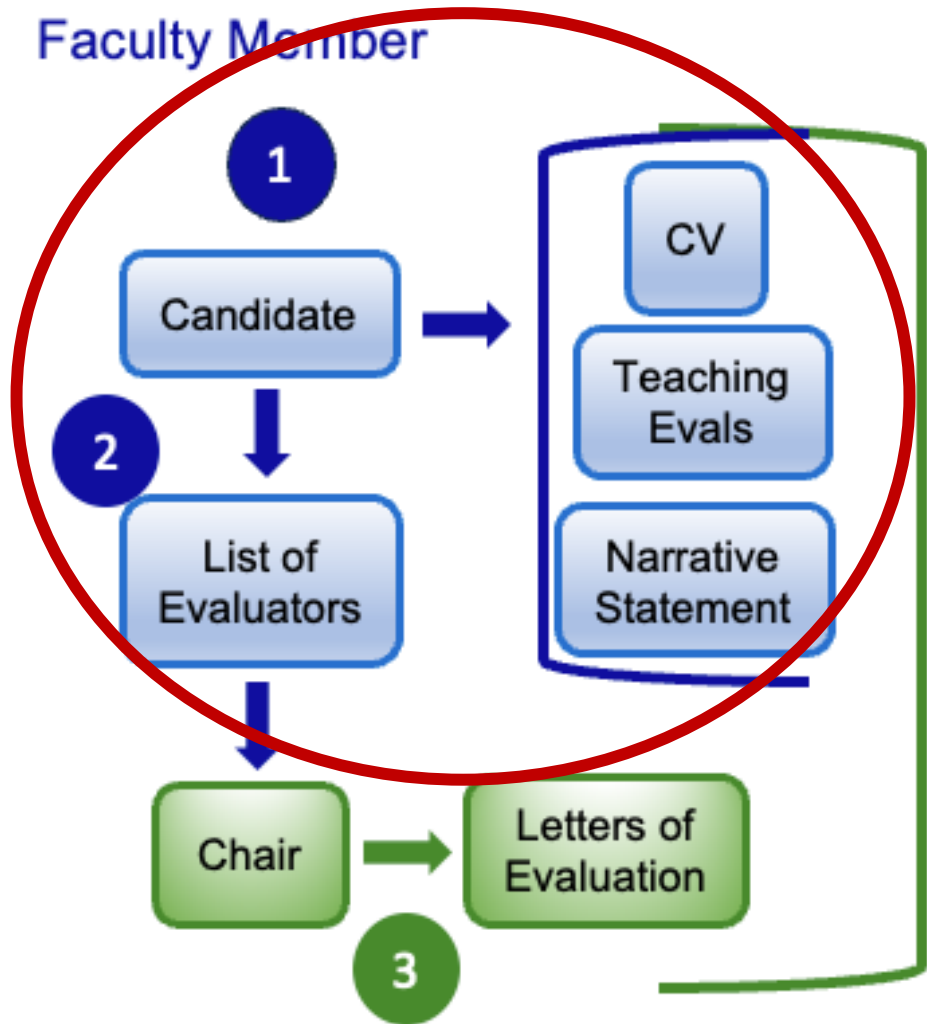 Faculty Member
1
Candidate
CV
Teaching
Evals
2
List of
Evaluators
Narrative
Statement
Chair
Letters of
Evaluation
3